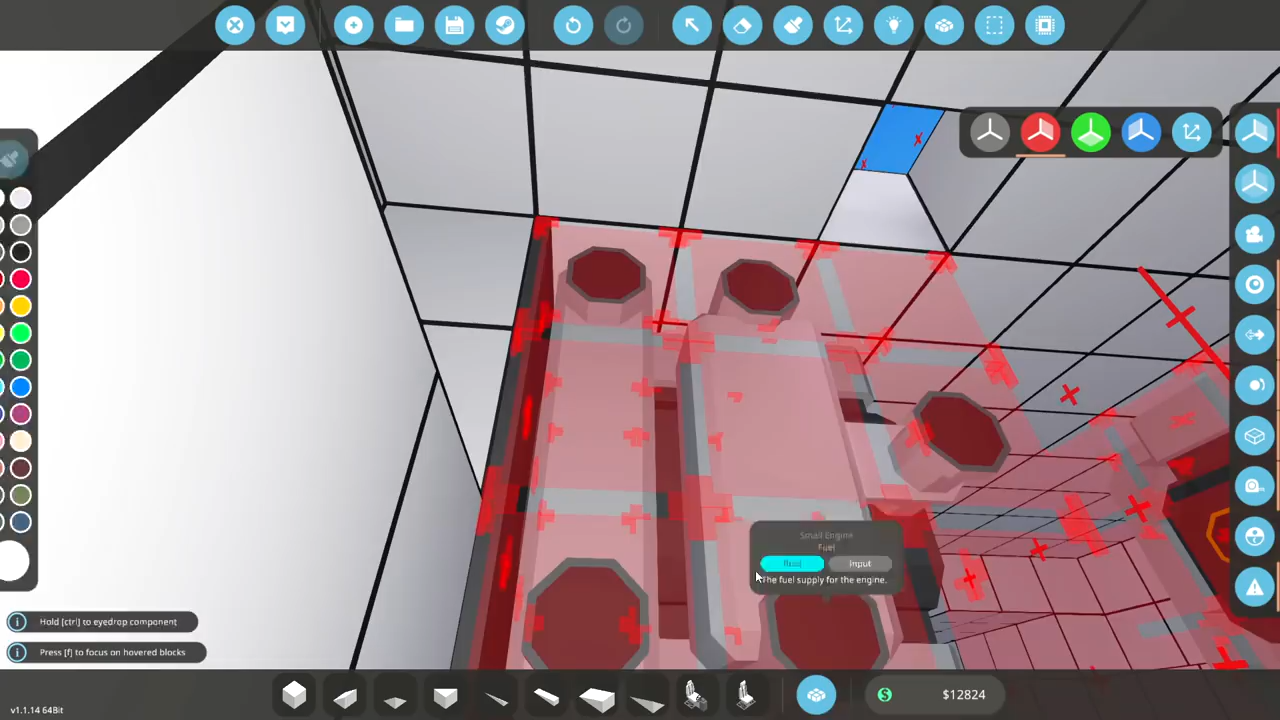 Small Engine
Fuel
fluid input
The fuel supply for the engine.
Hold [ctrl] to eyedrop component
Press [f] to focus on hovered blocks
$ $12824
v1.1.14 64Bit